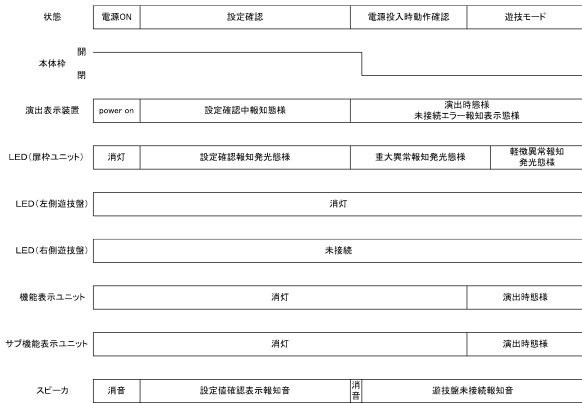 状態 電源ON 設定確認 電源投入時動作確認 遊技モード
開
本体枠
閉
演出表示装置 power on 設定確認中報知態様 演出時態様
未接続エラー報知表示態様
LED(扉枠ユニット) 消灯 設定確認報知発光態様 重大異常報知発光態様 軽微異常報知
発光態様
LED(左側遊技盤) 消灯
LED(右側遊技盤) 未接続
機能表示ユニット 消灯 演出時態様
サブ機能表示ユニット 消灯 演出時態様
スピーカ 消音 設定値確認表示報知音 消音 遊技盤未接続報知音